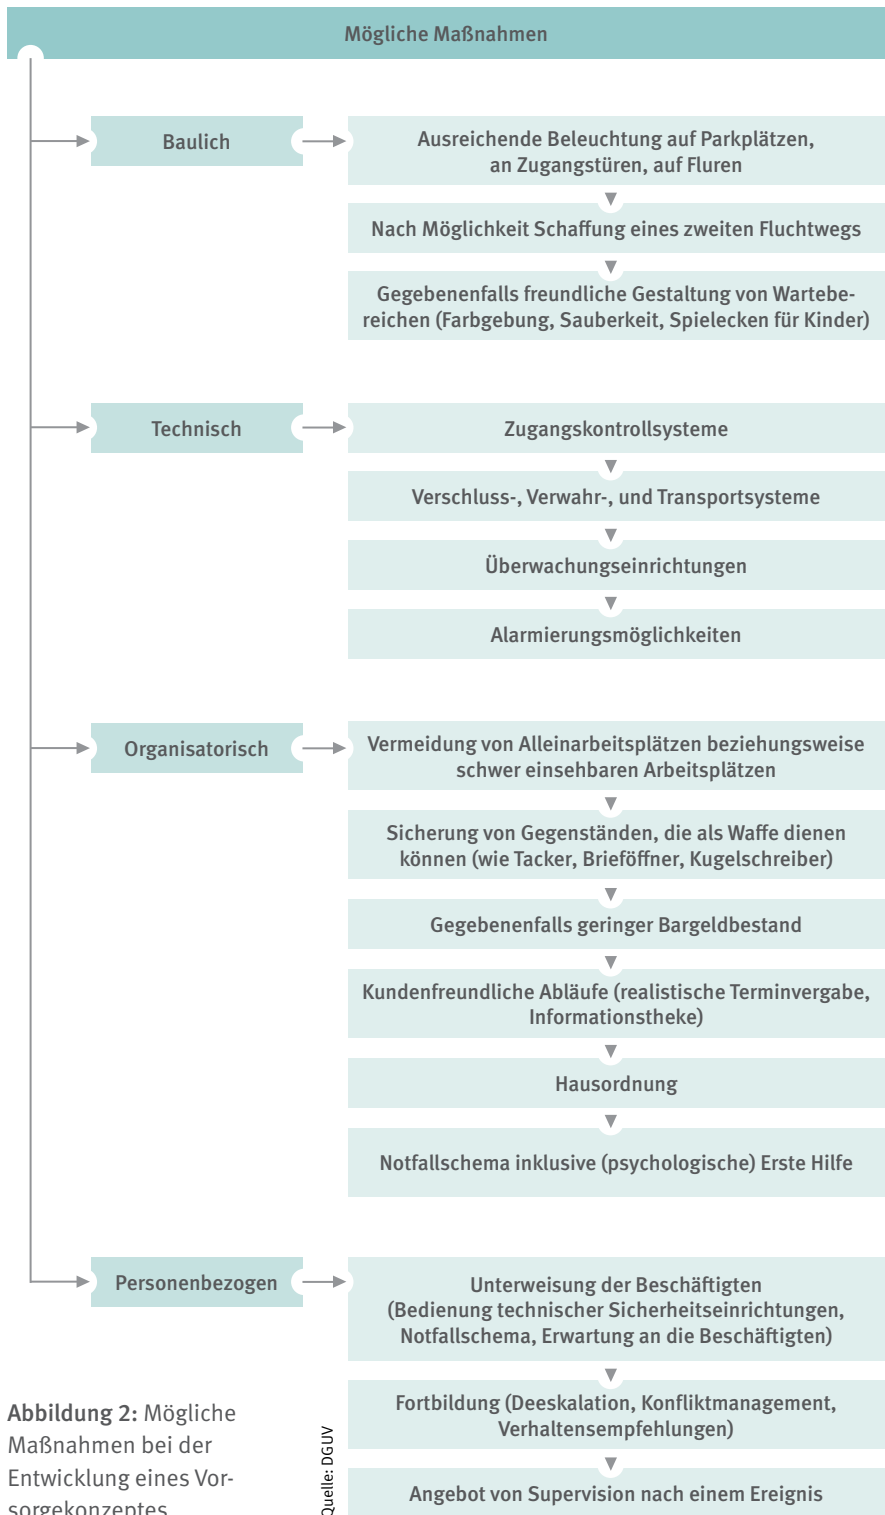 Mögliche Maßnahmen
Baulich
Ausreichende Beleuchtung auf Parkplätzen,
an Zugangstüren, auf Fluren
Nach Möglichkeit Schaffung eines zweiten Fluchtwegs
Gegebenenfalls freundliche Gestaltung von Wartebe-
reichen (Farbgebung, Sauberkeit, Spielecken für Kinder)
Technisch
Zugangskontrollsysteme
Verschluss-, Verwahr-, und Transportsysteme
Überwachungseinrichtungen
Alarmierungsmöglichkeiten
Organisatorisch
Vermeidung von Alleinarbeitsplätzen beziehungsweise
schwer einsehbaren Arbeitsplätzen
Sicherung von Gegenständen, die als Waffe dienen
können (wie Tacker, Brieföffner, Kugelschreiber)
Gegebenenfalls geringer Bargeldbestand
Kundenfreundliche Abläufe (realistische Terminvergabe,
Informationstheke)
Hausordnung
Notfallschema inklusive (psychologische) Erste Hilfe
Personenbezogen
Unterweisung der Beschäftigten
(Bedienung technischer Sicherheitseinrichtungen,
Notfallschema, Erwartung an die Beschäftigten)
Fortbildung (Deeskalation, Konfliktmanagement,
Verhaltensempfehlungen)
Angebot von Supervision nach einem Ereignis
Abbildung 2: Mögliche
Maßnahmen bei der
Entwicklung eines Vor-
sorgekonzeptes
Quelle: DGUV